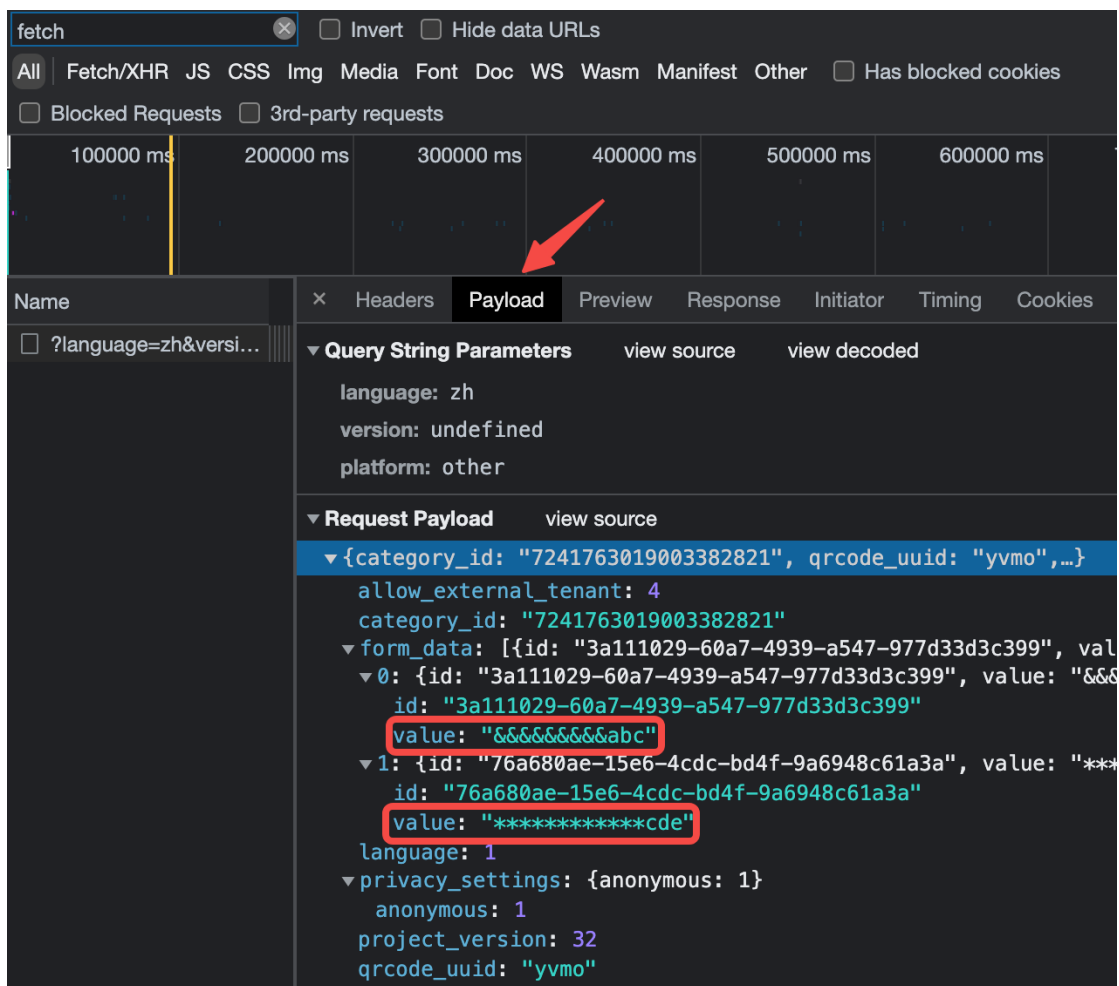 fetch Invert Hide data URLs
All Fetch/XHR JS CSS Img Media Font Doc WS Wasm Manifest Other Has blocked cookies
Blocked Requests 3rd-party requests
100000 ms 200000 ms 300000 ms 400000 ms 500000 ms 600000 ms
Name × Headers Payload Preview Response Initiator Timing Cookies
?language=zh&versi...
▼Query String Parameters view source view decoded
language: zh
version: undefined
platform: other
▼Request Payload view source
▼{category_id: "7241763019003382821", qrcode_uuid: "yvmo",…}
allow_external_tenant: 4
category_id: "7241763019003382821"
▼form_data: [{id: "3a111029-60a7-4939-a547-977d33d3c399", val
▼0: {id: "3a111029-60a7-4939-a547-977d33d3c399", value: "&&&
id: "3a111029-60a7-4939-a547-977d33d3c399"
value: "&&&&&&&&&abc"
▼1: {id: "76a680ae-15e6-4cdc-bd4f-9a6948c61a3a", value: "***
id: "76a680ae-15e6-4cdc-bd4f-9a6948c61a3a"
value: "************cde"
language: 1
▼privacy_settings: {anonymous: 1}
anonymous: 1
project_version: 32
qrcode_uuid: "yvmo"